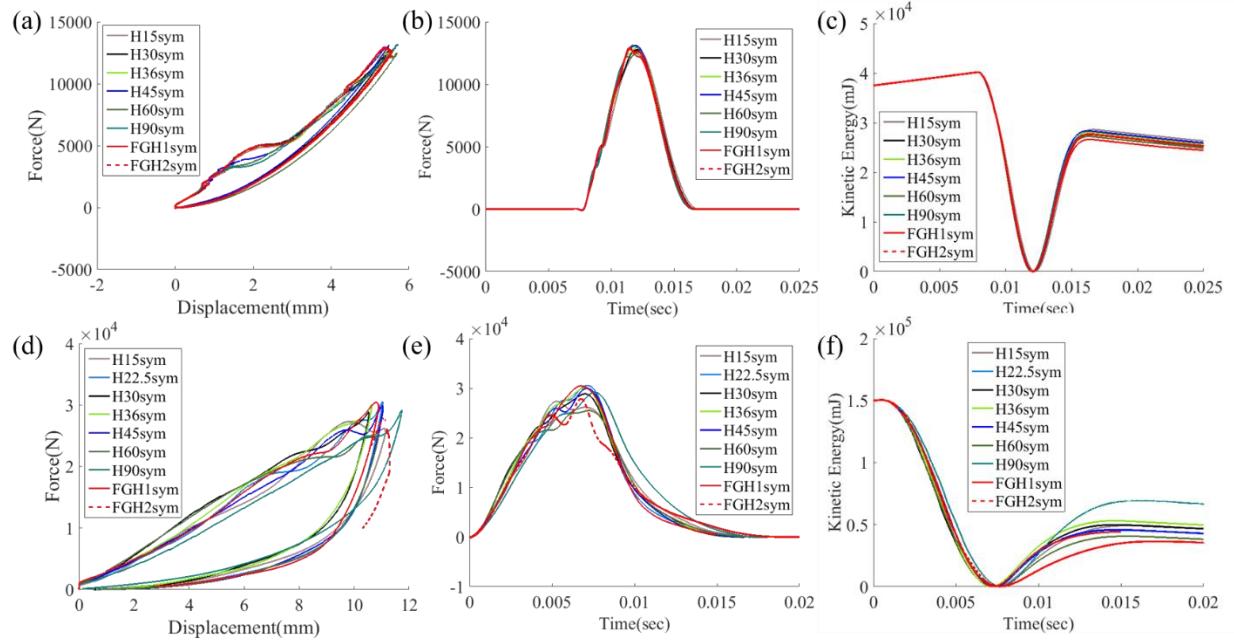 (a)
15000
10000
5000
0
-5000
-2
0
2
4
6
Force(N)
Displacement(mm)
H15sym
H30sym
H36sym
H45sym
H60sym
H90sym
FGH1sym
FGH2sym
(b)
15000
10000
5000
0
-5000
0
0.005
0.01
0.015
0.02
0.025
Force(N)
Time(sec)
H15sym
H30sym
H36sym
H45sym
H60sym
H90sym
FGH1sym
FGH2sym
(c)
×10⁴
5
4
3
2
1
0
0
0.005
0.01
0.015
0.02
0.025
Kinetic Energy(mJ)
Time(sec)
H15sym
H30sym
H36sym
H45sym
H60sym
H90sym
FGH1sym
FGH2sym
(d)
×10⁴
4
3
2
1
0
0
2
4
6
8
10
12
Force(N)
Displacement(mm)
H15sym
H22.5sym
H30sym
H36sym
H45sym
H60sym
H90sym
FGH1sym
FGH2sym
(e)
×10⁴
4
3
2
1
0
-1
0
0.005
0.01
0.015
0.02
Force(N)
Time(sec)
H15sym
H22.5sym
H30sym
H36sym
H45sym
H60sym
H90sym
FGH1sym
FGH2sym
(f)
×10⁵
2
1.5
1
0.5
0
0
0.005
0.01
0.015
0.02
Kinetic Energy(mJ)
Time(sec)
H15sym
H22.5sym
H30sym
H36sym
H45sym
H60sym
H90sym
FGH1sym
FGH2sym